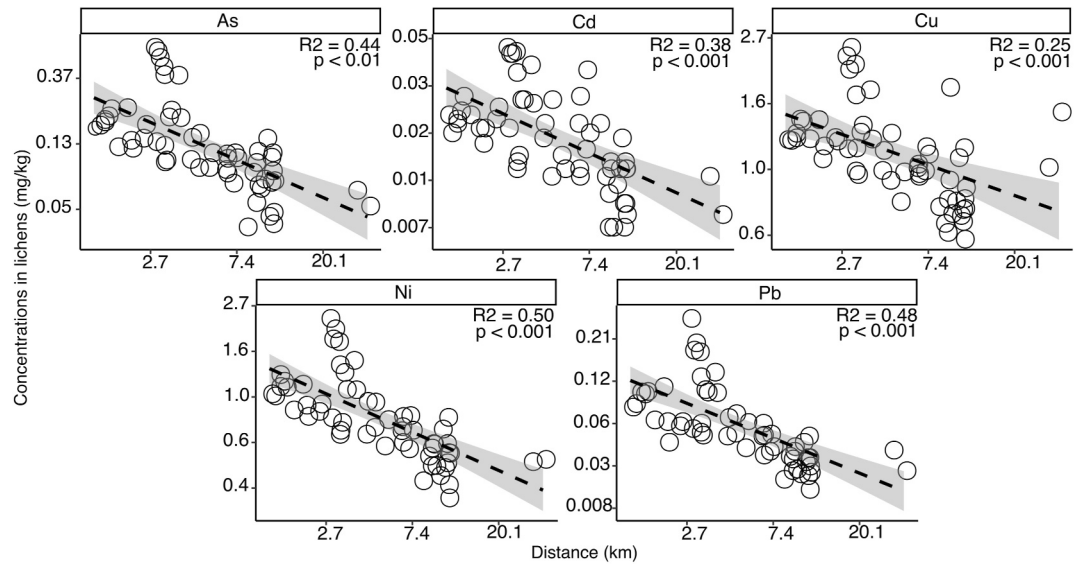 As
R2 = 0.44
p < 0.01
0.37
0.13
0.05
2.7 7.4 20.1
Cd
R2 = 0.38
p < 0.001
0.05
0.03
0.02
0.01
0.007
2.7 7.4 20.1
Cu
R2 = 0.25
p < 0.001
2.7
1.6
1.0
0.6
2.7 7.4 20.1
Concentrations in lichens (mg/kg)
Ni
R2 = 0.50
p < 0.001
2.7
1.6
1.0
0.6
0.4
2.7 7.4 20.1
Pb
R2 = 0.48
p < 0.001
0.21
0.12
0.06
0.03
0.008
2.7 7.4 20.1
Distance (km)